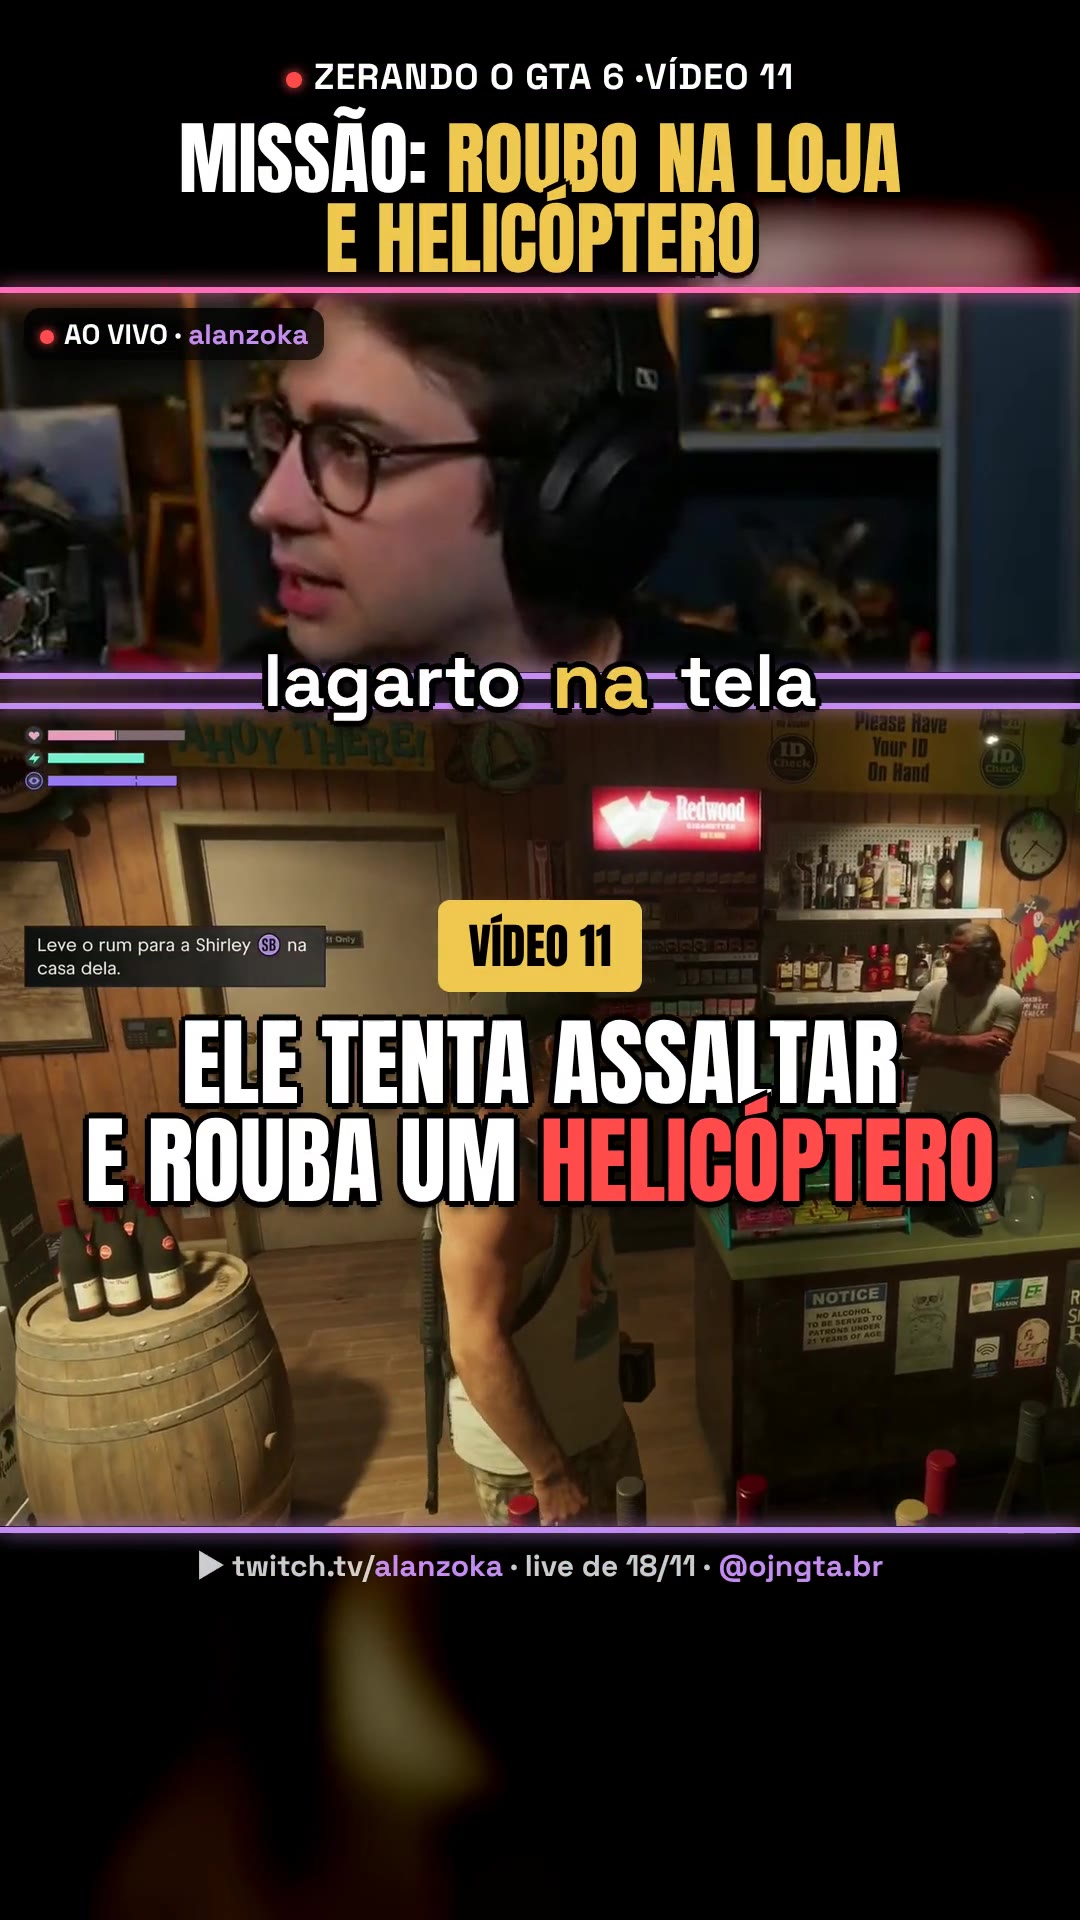 ZERANDO O GTA 6 · VÍDEO 11
MISSÃO: ROUBO NA LOJA
E HELICÓPTERO
AO VIVO · alanzoka
lagarto na tela
AHOY THERE!
Please Have
Your ID
On Hand
ID
Check
ID
Check
Redwood
CIGARETTES
Leve o rum para a Shirley SB na
casa dela.
VÍDEO 11
ELE TENTA ASSALTAR
E ROUBA UM HELICÓPTERO
NOTICE
NO ALCOHOL
TO BE SERVED TO
PATRONS UNDER
21 YEARS OF AGE
▶ twitch.tv/alanzoka · live de 18/11 · @ojngta.br